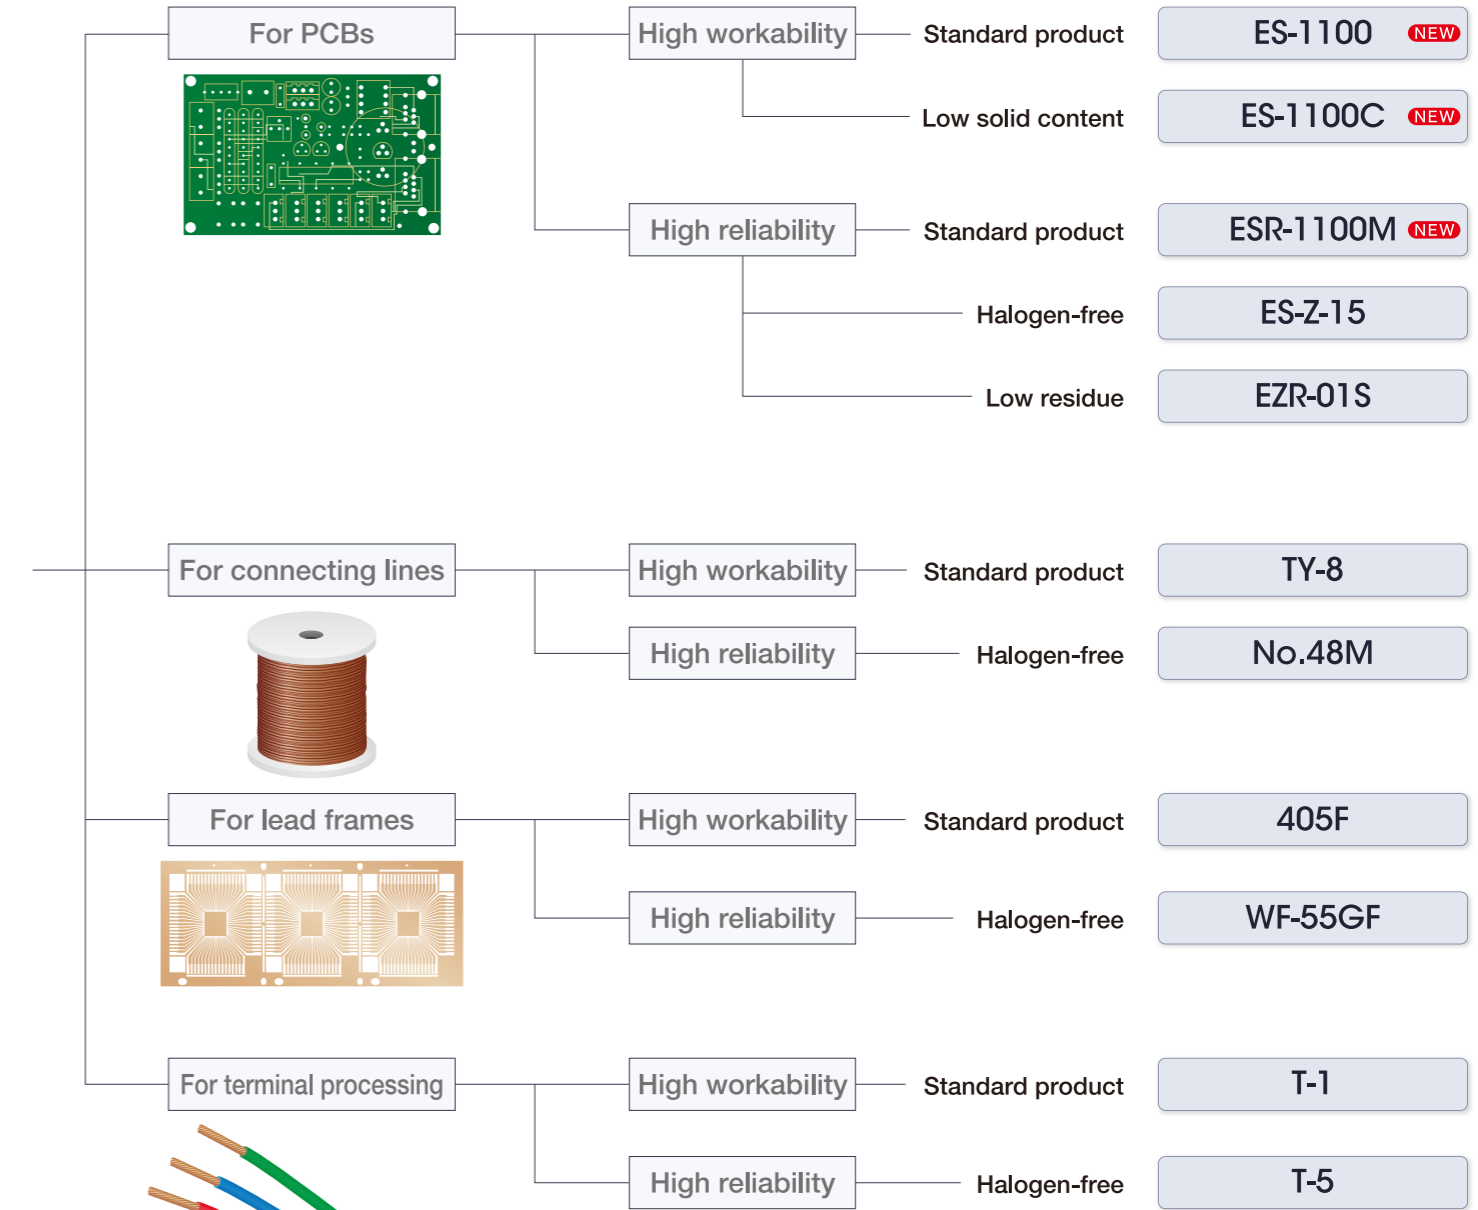 For PCBs
High workability
Standard product
ES-1100
NEW
Low solid content
ES-1100C
NEW
High reliability
Standard product
ESR-1100M
NEW
Halogen-free
ES-Z-15
Low residue
EZR-01S
For connecting lines
High workability
Standard product
TY-8
High reliability
Halogen-free
No.48M
For lead frames
High workability
Standard product
405F
High reliability
Halogen-free
WF-55GF
For terminal processing
High workability
Standard product
T-1
High reliability
Halogen-free
T-5